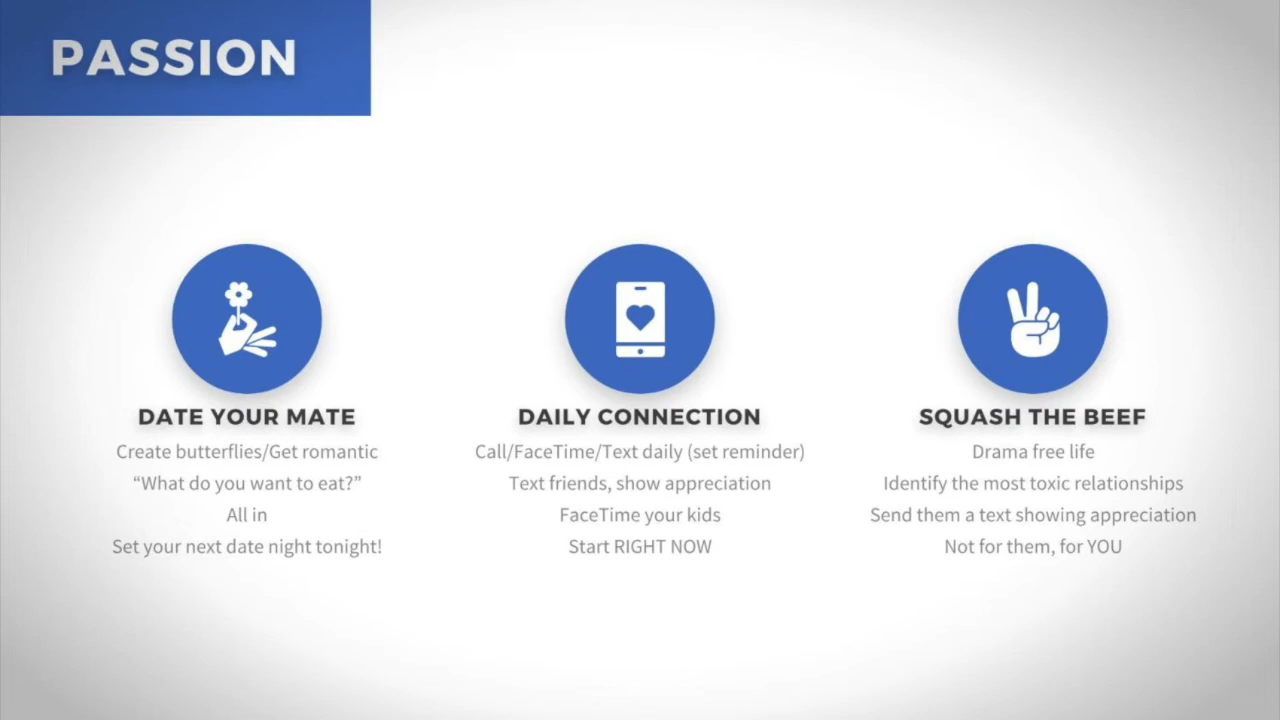 PASSION
DATE YOUR MATE
Create butterflies/Get romantic
“What do you want to eat?”
All in
Set your next date night tonight!
DAILY CONNECTION
Call/FaceTime/Text daily (set reminder)
Text friends, show appreciation
FaceTime your kids
Start RIGHT NOW
SQUASH THE BEEF
Drama free life
Identify the most toxic relationships
Send them a text showing appreciation
Not for them, for YOU